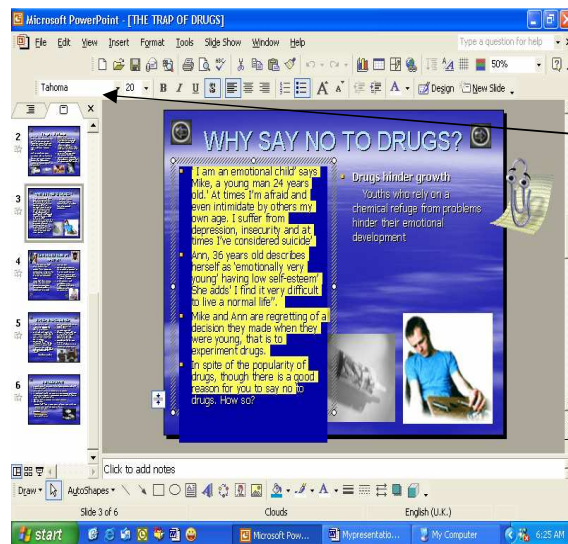 Microsoft PowerPoint - [THE TRAP OF DRUGS]
File Edit View Insert Format Tools Slide Show Window Help Type a question for help
50%
Tahoma 20 B I U S A A A Design New Slide
WHY SAY NO TO DRUGS?
' I am an emotional child' says
Mike, a young man 24 years
old.' At times I'm afraid and
even intimidate by others my
own age. I suffer from
depression, insecurity and at
times I've considered suicide'
Ann, 36 years old describes
herself as 'emotionally very
young' having low self-esteem'
She adds' I find it very difficult
to live a normal life”.
Mike and Ann are regretting of a
decision they made when they
were young, that is to
experiment drugs.
In spite of the popularity of
drugs, though there is a good
reason for you to say no to
drugs. How so?
Drugs hinder growth
Youths who rely on a
chemical refuge from problems
hinder their emotional
development
2
3
4
5
6
Click to add notes
Draw AutoShapes
Slide 3 of 6 Clouds English (U.K.)
start Microsoft Pow... Mypresentatio... My Computer 6:25 AM